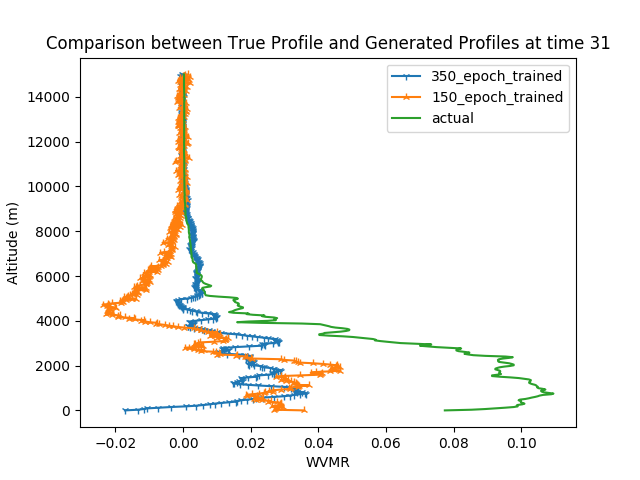 Comparison between True Profile and Generated Profiles at time 31
350_epoch_trained
150_epoch_trained
actual
14000
12000
10000
8000
6000
4000
2000
0
Altitude (m)
−0.02
0.00
0.02
0.04
0.06
0.08
0.10
WVMR